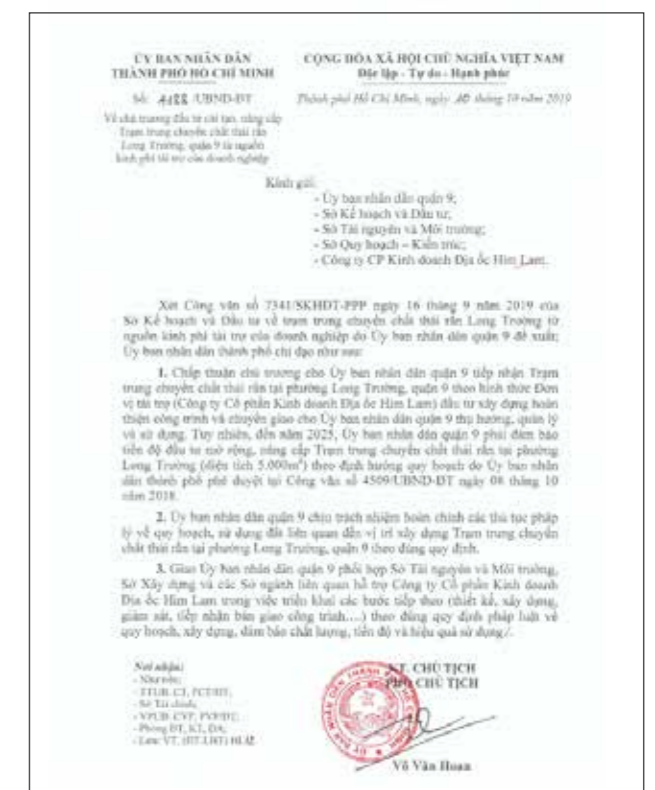 ỦY BAN NHÂN DÂN
THÀNH PHỐ HỒ CHÍ MINH
CỘNG HÒA XÃ HỘI CHỦ NGHĨA VIỆT NAM
Độc lập - Tự do - Hạnh phúc
Số: /UBND-ĐT
Thành phố Hồ Chí Minh, ngày tháng 10 năm 2019
Về chủ trương đầu tư cải tạo, nâng cấp
Trạm trung chuyển chất thải rắn
Long Trường, quận 9 từ nguồn
kinh phí tài trợ của doanh nghiệp
Kính gửi:
- Ủy ban nhân dân quận 9;
- Sở Kế hoạch và Đầu tư;
- Sở Tài nguyên và Môi trường;
- Sở Quy hoạch – Kiến trúc;
- Công ty CP Kinh doanh Địa ốc Him Lam.
Xét Công văn số 7341/SKHĐT-PPP ngày 16 tháng 9 năm 2019 của
Sở Kế hoạch và Đầu tư về trạm trung chuyển chất thải rắn Long Trường từ
nguồn kinh phí tài trợ của doanh nghiệp do Ủy ban nhân dân quận 9 đề xuất;
Ủy ban nhân dân thành phố chỉ đạo như sau:
1. Chấp thuận chủ trương cho Ủy ban nhân dân quận 9 tiếp nhận Trạm
trung chuyển chất thải rắn tại phường Long Trường, quận 9 theo hình thức Đơn
vị tài trợ (Công ty Cổ phần Kinh doanh Địa ốc Him Lam) đầu tư xây dựng hoàn
thiện công trình và chuyển giao cho Ủy ban nhân dân quận 9 thụ hưởng, quản lý
và sử dụng. Tuy nhiên, đến năm 2025, Ủy ban nhân dân quận 9 phải đảm bảo
tiến độ đầu tư mở rộng, nâng cấp Trạm trung chuyển chất thải rắn tại phường
Long Trường (diện tích 5.000m²) theo định hướng quy hoạch do Ủy ban nhân
dân thành phố phê duyệt tại Công văn số 4509/UBND-ĐT ngày 08 tháng 10
năm 2018.
2. Ủy ban nhân dân quận 9 chịu trách nhiệm hoàn chỉnh các thủ tục pháp
lý về quy hoạch, sử dụng đất liên quan đến vị trí xây dựng Trạm trung chuyển
chất thải rắn tại phường Long Trường, quận 9 theo đúng quy định.
3. Giao Ủy ban nhân dân quận 9 phối hợp Sở Tài nguyên và Môi trường,
Sở Xây dựng và các Sở ngành liên quan hỗ trợ Công ty Cổ phần Kinh doanh
Địa ốc Him Lam trong việc triển khai các bước tiếp theo (thiết kế, xây dựng,
giám sát, tiếp nhận bàn giao công trình,...) theo đúng quy định pháp luật về
quy hoạch, xây dựng, đảm bảo chất lượng, tiến độ và hiệu quả sử dụng./.
Nơi nhận:
- Như trên;
- TTUB: CT, PCT/ĐT;
- Sở Tài chính;
- VPUB: CVP, PVP/ĐT;
- Phòng ĐT, KT, DA;
- Lưu: VT,
KT. CHỦ TỊCH
PHÓ CHỦ TỊCH
Võ Văn Hoan